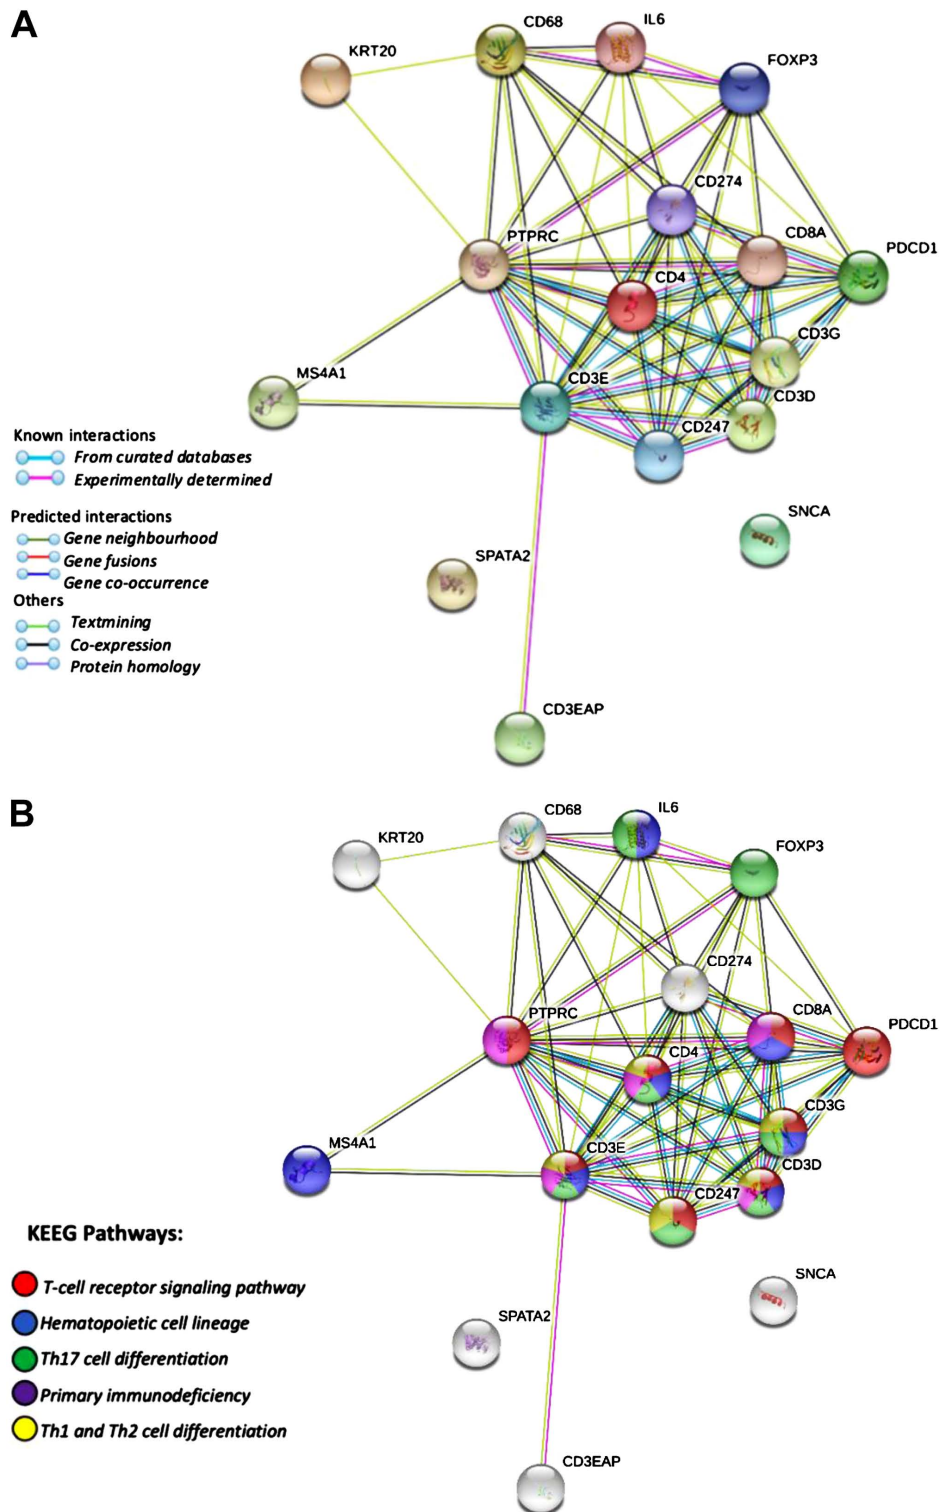 A
CD68
IL6
KRT20
FOXP3
CD274
PTPRC
CD8A
PDCD1
CD4
CD3G
MS4A1
CD3E
CD3D
CD247
Known interactions
From curated databases
Experimentally determined
SNCA
Predicted interactions
Gene neighbourhood
SPATA2
Gene fusions
Gene co-occurrence
Others
Textmining
Co-expression
Protein homology
CD3EAP
B
CD68
IL6
KRT20
FOXP3
CD274
PTPRC
CD8A
PDCD1
CD4
CD3G
MS4A1
CD3E
CD3D
CD247
KEEG Pathways:
SNCA
T-cell receptor signaling pathway
SPATA2
Hematopoietic cell lineage
Th17 cell differentiation
Primary immunodeficiency
Th1 and Th2 cell differentiation
CD3EAP